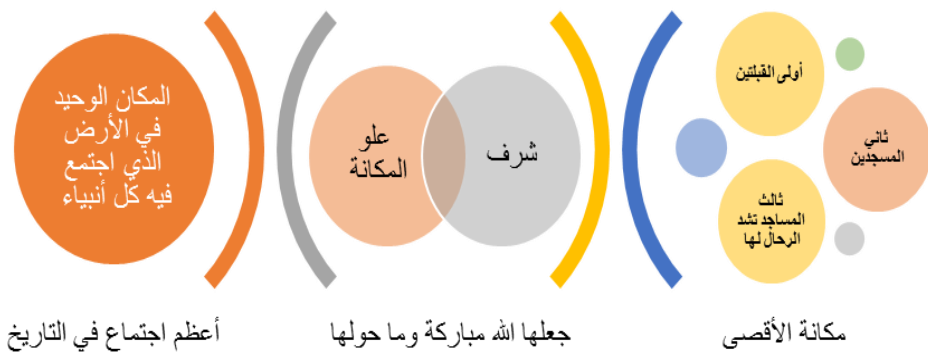 أولى القبلتين
ثاني
المسجدين
ثالث
المساجد تشد
الرحال لها
مكانة الأقصى
شرف
علو
المكانة
جعلها الله مباركة وما حولها
المكان الوحيد
في الأرض
الذي اجتمع
فيه كل أنبياء
أعظم اجتماع في التاريخ